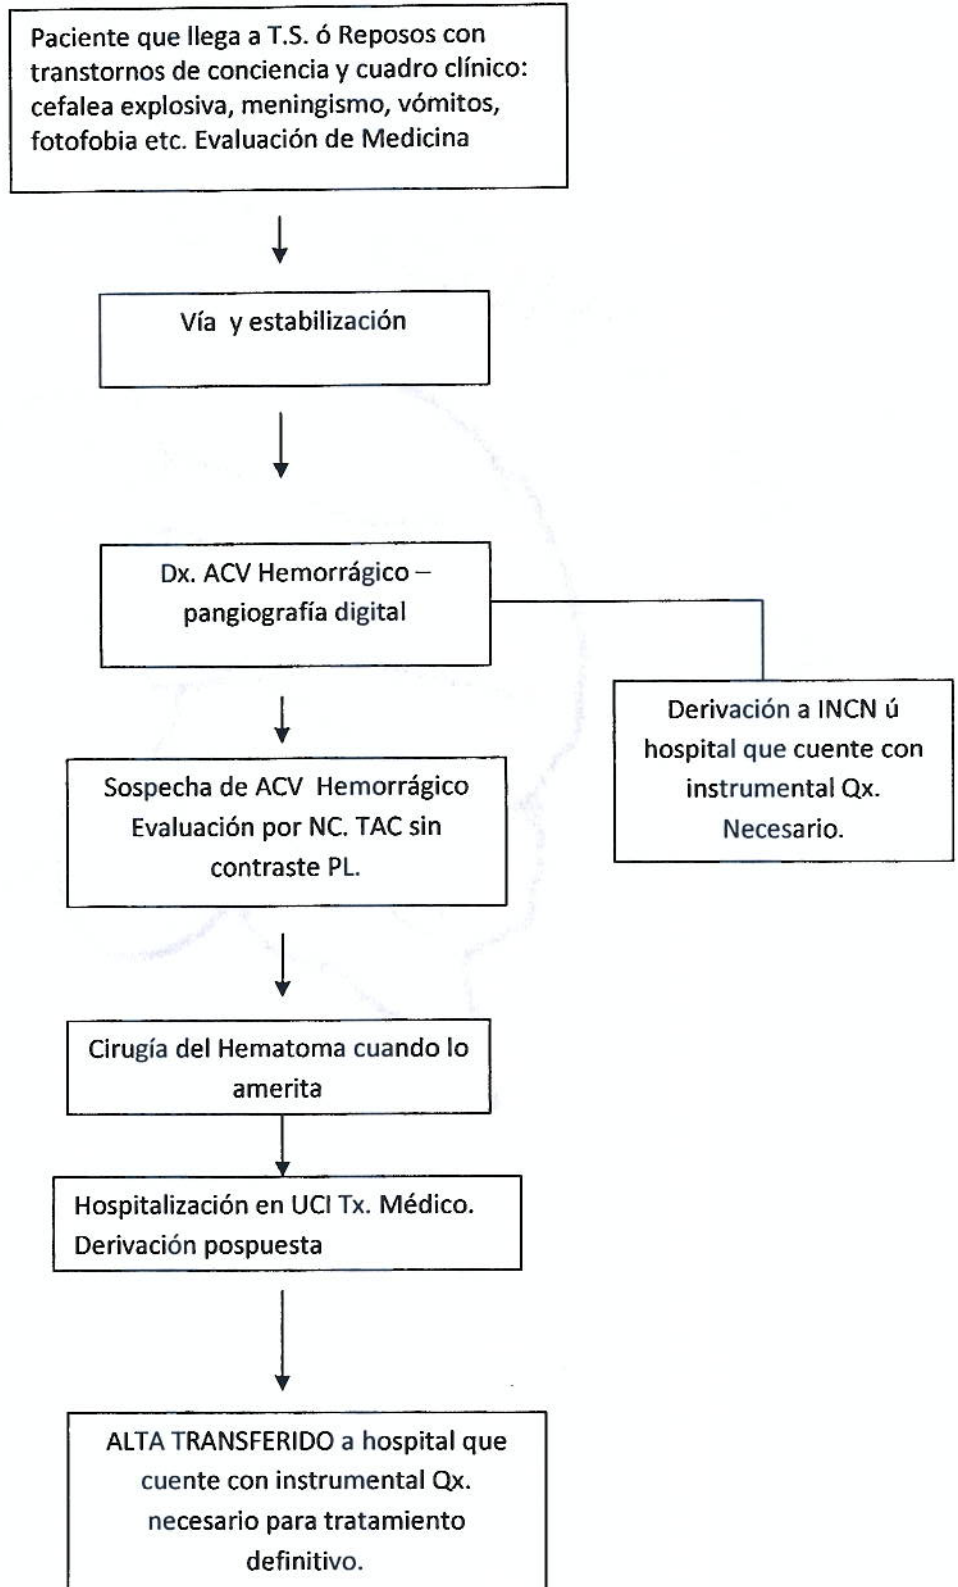 Paciente que llega a T.S. ó Reposos con
transtornos de conciencia y cuadro clínico:
cefalea explosiva, meningismo, vómitos,
fotofobia etc. Evaluación de Medicina
Vía y estabilización
Dx. ACV Hemorrágico –
pangiografía digital
Derivación a INCN ú
hospital que cuente con
instrumental Qx.
Necesario.
Sospecha de ACV Hemorrágico
Evaluación por NC. TAC sin
contraste PL.
Cirugía del Hematoma cuando lo
amerita
Hospitalización en UCI Tx. Médico.
Derivación pospuesta
ALTA TRANSFERIDO a hospital que
cuente con instrumental Qx.
necesario para tratamiento
definitivo.